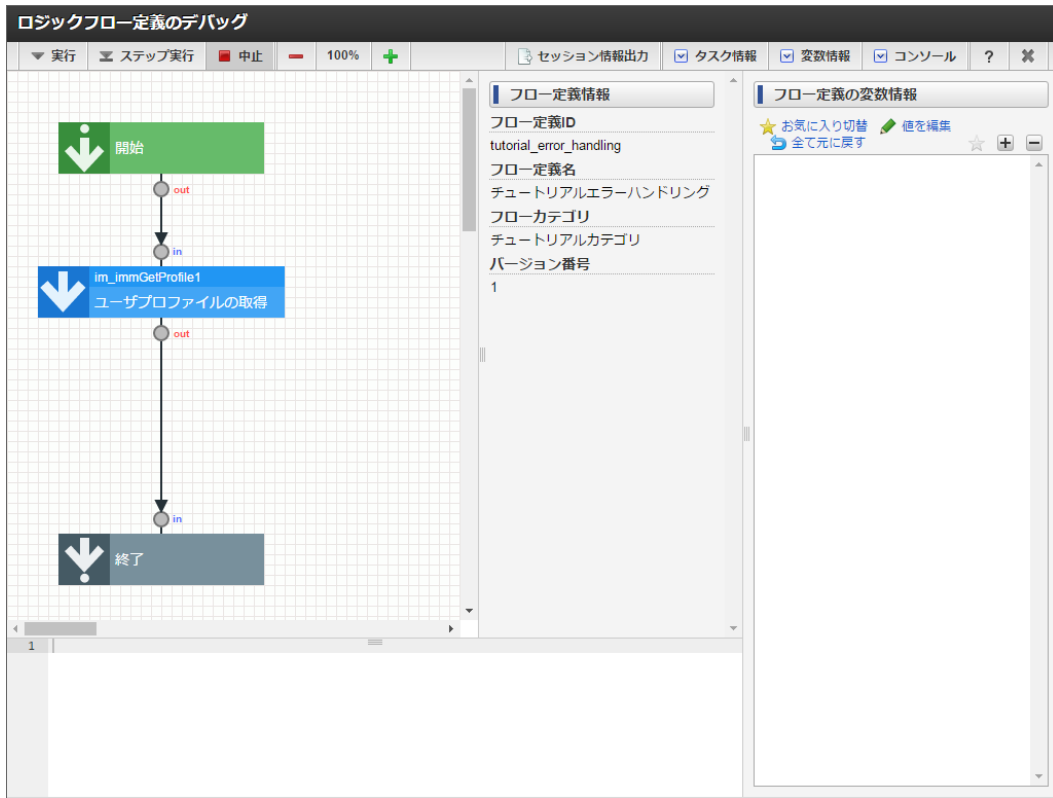 ロジックフロー定義のデバッグ
実行 ステップ実行 中止 100% セッション情報出力 タスク情報 変数情報 コンソール ?
開始
out
in
im_immGetProfile1
ユーザプロファイルの取得
out
in
終了
フロー定義情報
フロー定義ID
tutorial_error_handling
フロー定義名
チュートリアルエラーハンドリング
フローカテゴリ
チュートリアルカテゴリ
バージョン番号
1
フロー定義の変数情報
お気に入り切替 値を編集
全て元に戻す
1